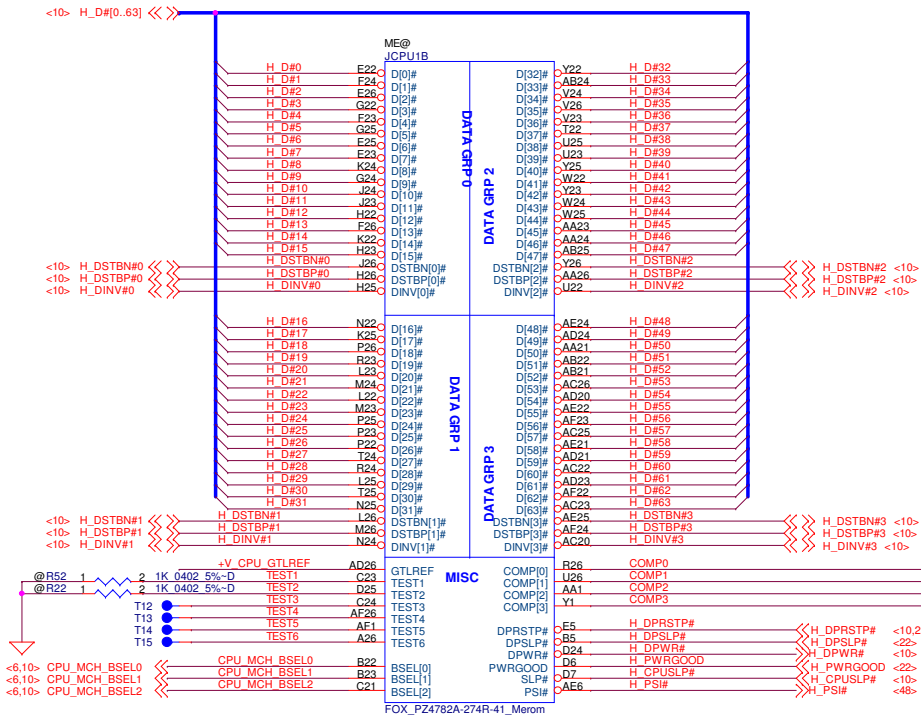 <10> H_D#[0..63]
ME@
JCPU1B
H_D#0 E22 D[0]# D[32]# Y22 H_D#32
H_D#1 F24 D[1]# D[33]# AB24 H_D#33
H_D#2 E26 D[2]# D[34]# V24 H_D#34
H_D#3 G22 D[3]# D[35]# V26 H_D#35
H_D#4 F23 D[4]# D[36]# V23 H_D#36
H_D#5 G25 D[5]# D[37]# T22 H_D#37
H_D#6 E25 D[6]# D[38]# U25 H_D#38
H_D#7 E23 D[7]# D[39]# U23 H_D#39
H_D#8 K24 D[8]# D[40]# Y25 H_D#40
H_D#9 G24 D[9]# D[41]# W22 H_D#41
H_D#10 J24 D[10]# D[42]# Y23 H_D#42
H_D#11 J23 D[11]# D[43]# W24 H_D#43
H_D#12 H22 D[12]# D[44]# W25 H_D#44
H_D#13 F26 D[13]# D[45]# AA23 H_D#45
H_D#14 K22 D[14]# D[46]# AA24 H_D#46
H_D#15 H23 D[15]# D[47]# AB25 H_D#47
<10> H_DSTBN#0 H_DSTBN#0 J26 DSTBN[0]# DSTBN[2]# Y26 H_DSTBN#2 H_DSTBN#2 <10>
<10> H_DSTBP#0 H_DSTBP#0 H26 DSTBP[0]# DSTBP[2]# AA26 H_DSTBP#2 H_DSTBP#2 <10>
<10> H_DINV#0 H_DINV#0 H25 DINV[0]# DINV[2]# U22 H_DINV#2 H_DINV#2 <10>
DATA GRP 0
DATA GRP 2
H_D#16 N22 D[16]# D[48]# AE24 H_D#48
H_D#17 K25 D[17]# D[49]# AD24 H_D#49
H_D#18 P26 D[18]# D[50]# AA21 H_D#50
H_D#19 R23 D[19]# D[51]# AB22 H_D#51
H_D#20 L23 D[20]# D[52]# AB21 H_D#52
H_D#21 M24 D[21]# D[53]# AC26 H_D#53
H_D#22 L22 D[22]# D[54]# AD20 H_D#54
H_D#23 M23 D[23]# D[55]# AE22 H_D#55
H_D#24 P25 D[24]# D[56]# AF23 H_D#56
H_D#25 P23 D[25]# D[57]# AC25 H_D#57
H_D#26 P22 D[26]# D[58]# AE21 H_D#58
H_D#27 T24 D[27]# D[59]# AD21 H_D#59
H_D#28 R24 D[28]# D[60]# AC22 H_D#60
H_D#29 L25 D[29]# D[61]# AD23 H_D#61
H_D#30 T25 D[30]# D[62]# AF22 H_D#62
H_D#31 N25 D[31]# D[63]# AC23 H_D#63
<10> H_DSTBN#1 H_DSTBN#1 L26 DSTBN[1]# DSTBN[3]# AE25 H_DSTBN#3 H_DSTBN#3 <10>
<10> H_DSTBP#1 H_DSTBP#1 M26 DSTBP[1]# DSTBP[3]# AF24 H_DSTBP#3 H_DSTBP#3 <10>
<10> H_DINV#1 H_DINV#1 N24 DINV[1]# DINV[3]# AC20 H_DINV#3 H_DINV#3 <10>
DATA GRP 1
DATA GRP 3
+V_CPU_GTLREF AD26 GTLREF MISC COMP[0] R26 COMP0
@R52 1 2 1K_0402_5%~D TEST1 C23 TEST1 COMP[1] U26 COMP1
@R22 1 2 1K_0402_5%~D TEST2 D25 TEST2 COMP[2] AA1 COMP2
T12 TEST3 C24 TEST3 COMP[3] Y1 COMP3
T13 TEST4 AF26 TEST4
T14 TEST5 AF1 TEST5 DPRSTP# E5 H_DPRSTP# H_DPRSTP# <10,2
T15 TEST6 A26 TEST6 DPSLP# B5 H_DPSLP# H_DPSLP# <22>
DPWR# D24 H_DPWR# H_DPWR# <10>
<6,10> CPU_MCH_BSEL0 CPU_MCH_BSEL0 B22 BSEL[0] PWRGOOD D6 H_PWRGOOD H_PWRGOOD <22>
<6,10> CPU_MCH_BSEL1 CPU_MCH_BSEL1 B23 BSEL[1] SLP# D7 H_CPUSLP# H_CPUSLP# <10>
<6,10> CPU_MCH_BSEL2 CPU_MCH_BSEL2 C21 BSEL[2] PSI# AE6 H_PSI# H_PSI# <48>
FOX_PZ4782A-274R-41_Merom